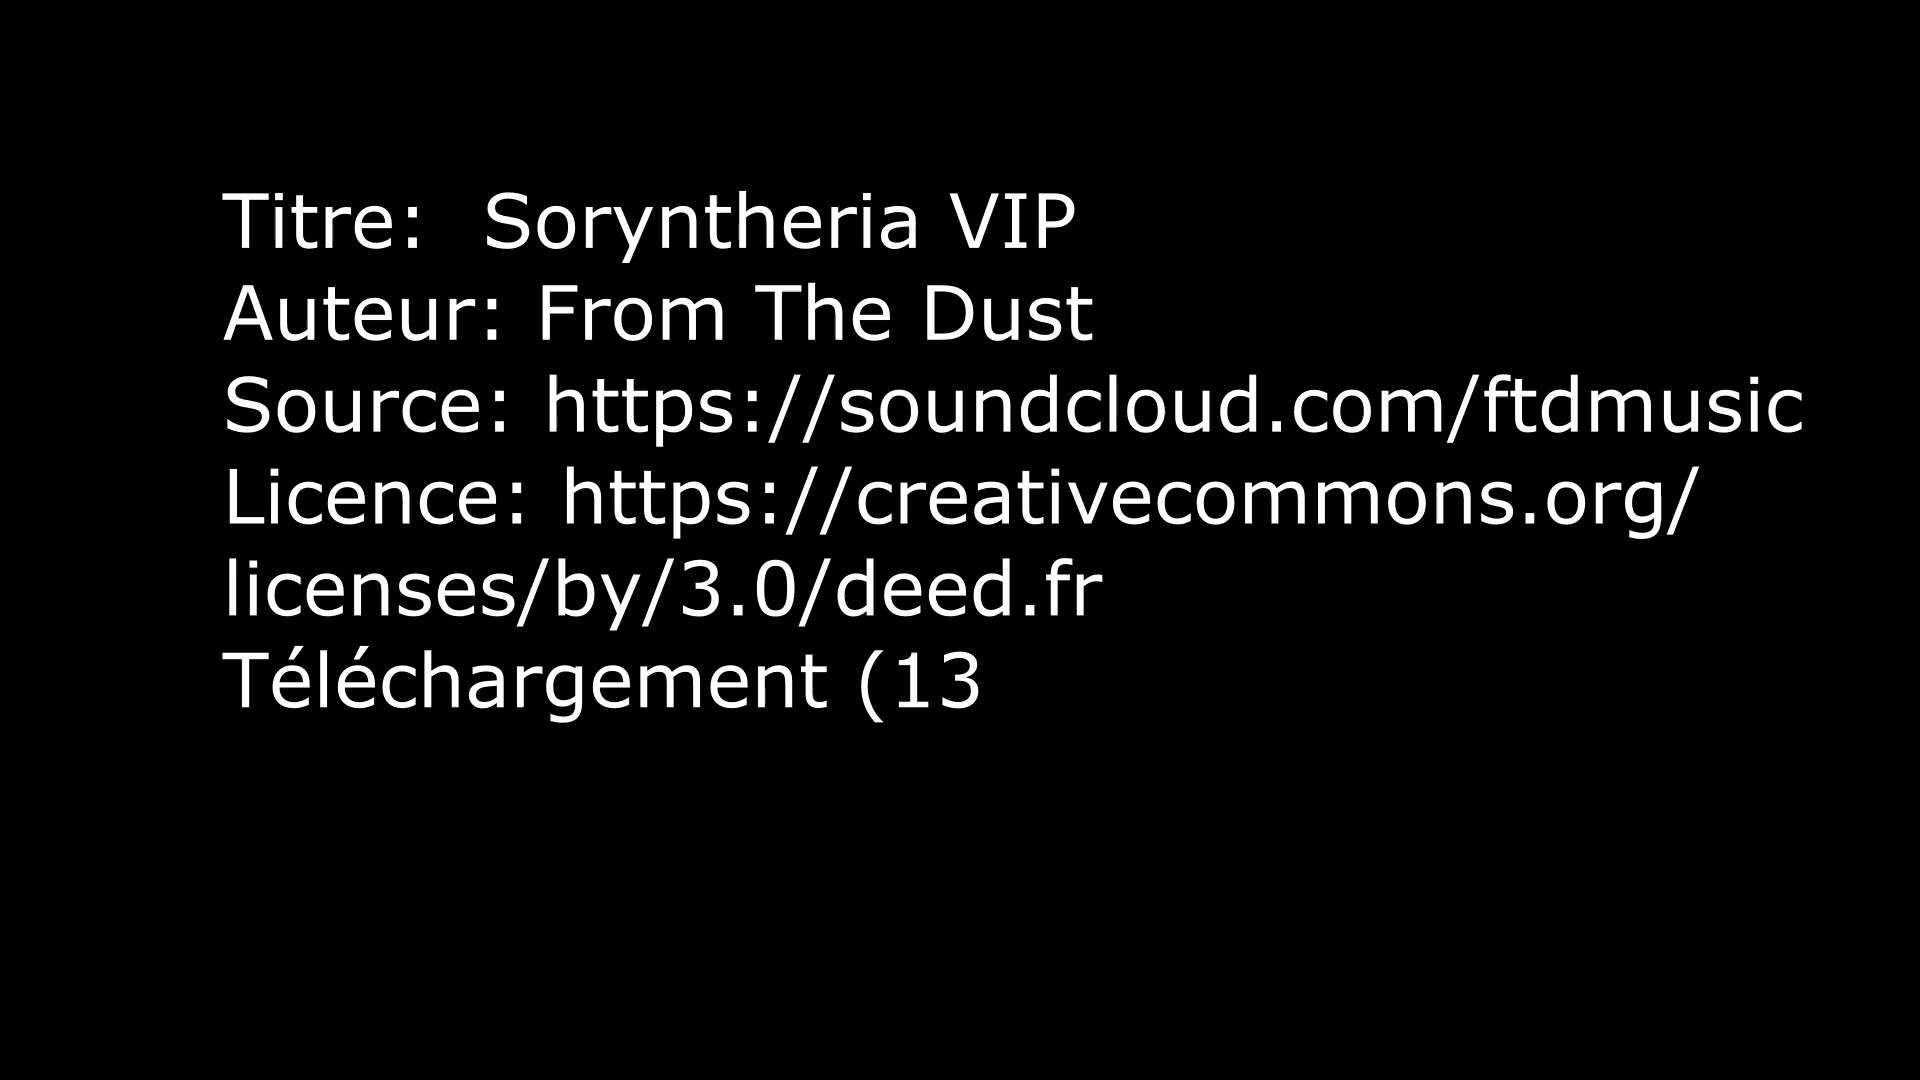 Titre:  Soryntheria VIP
Auteur: From The Dust
Source: https://soundcloud.com/ftdmusic
Licence: https://creativecommons.org/
licenses/by/3.0/deed.fr
Téléchargement (13